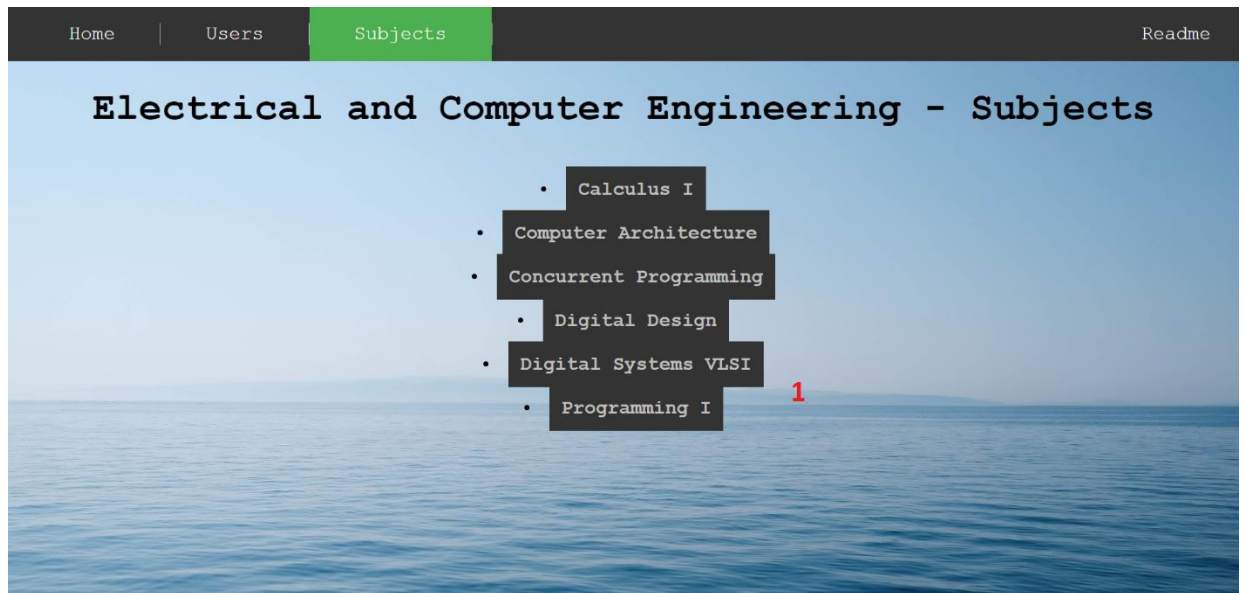 Home Users Subjects Readme
Electrical and Computer Engineering - Subjects
• Calculus I
• Computer Architecture
• Concurrent Programming
• Digital Design
• Digital Systems VLSI
1
• Programming I